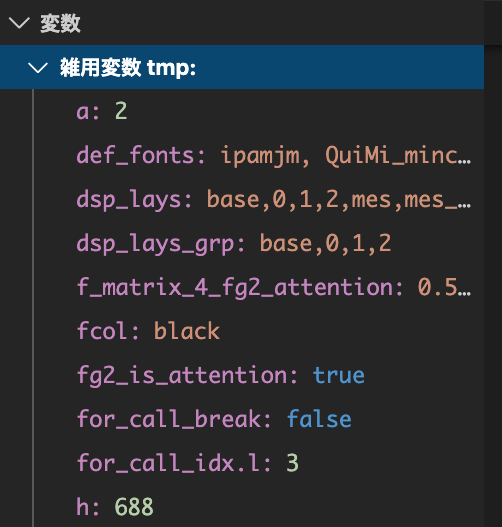 変数
雑用変数 tmp:
a: 2
def_fonts: ipamjm, QuiMi_minc…
dsp_lays: base,0,1,2,mes,mes_…
dsp_lays_grp: base,0,1,2
f_matrix_4_fg2_attention: 0.5…
fcol: black
fg2_is_attention: true
for_call_break: false
for_call_idx.l: 3
h: 688